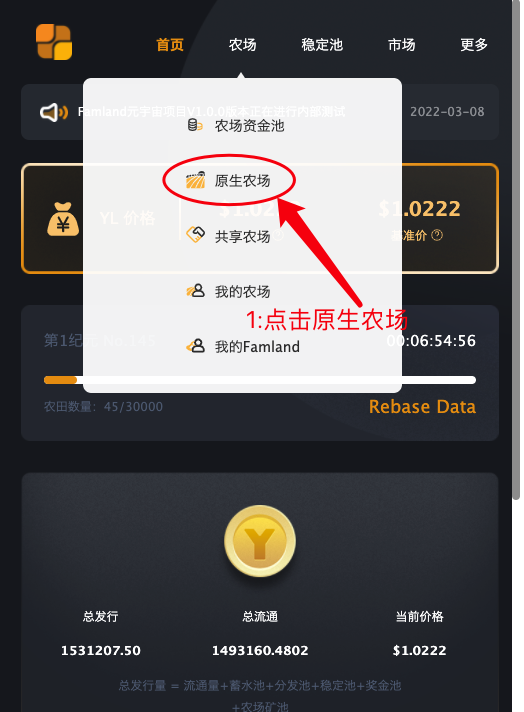 首页 农场 稳定池 市场 更多
Famland元宇宙项目V1.0.0版本正在进行内部测试 2022-03-08
农场资金池
原生农场
YL 价格 $1.02 $1.0222
基准价
共享农场
我的农场
1:点击原生农场
第1纪 00:06:54:56
我的Famland
农田数量: 45/30000 Rebase Data
总发行 总流通 当前价格
1531207.50 1493160.4802 $1.0222
总发行量 = 流通量+蓄水池+分发池+稳定池+奖金池
+农场矿池